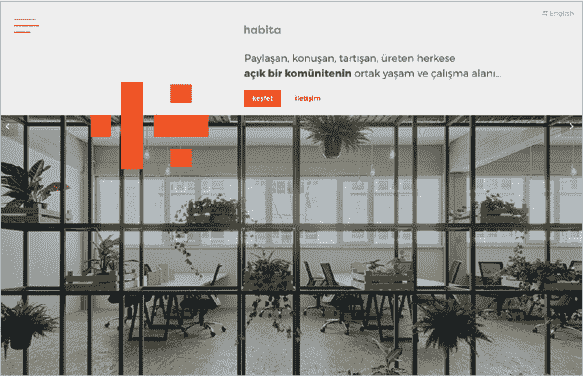 English
habita
Paylaşan, konuşan, tartışan, üreten herkese
açık bir komünitenin ortak yaşam ve çalışma alanı...
keşfet iletişim